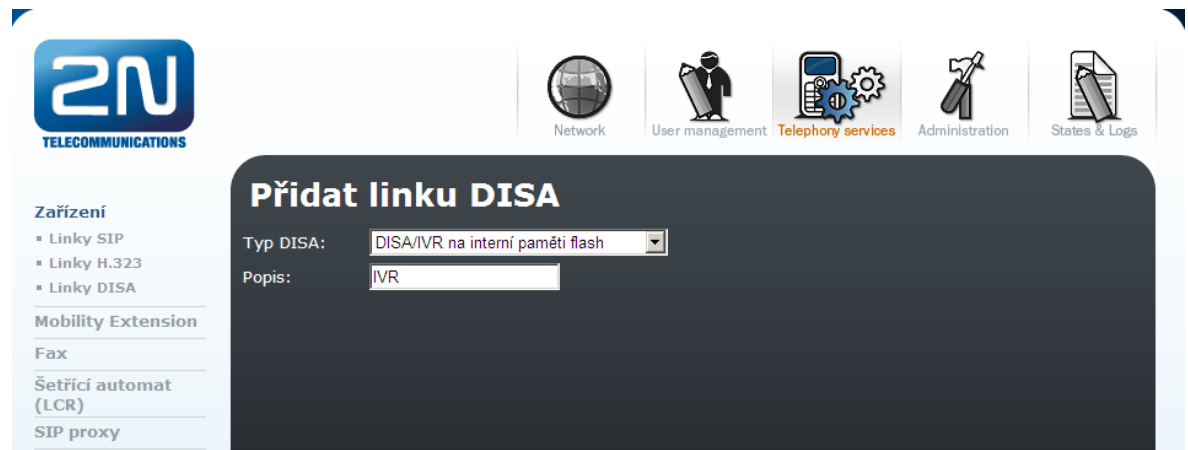 2N
TELECOMMUNICATIONS
Network
User management
Telephony services
Administration
States & Logs
Přidat linku DISA
Zařízení
Linky SIP
Linky H.323
Linky DISA
Mobility Extension
Fax
Šetřící automat
(LCR)
SIP proxy
Typ DISA:
DISA/IVR na interní paměti flash
Popis:
IVR